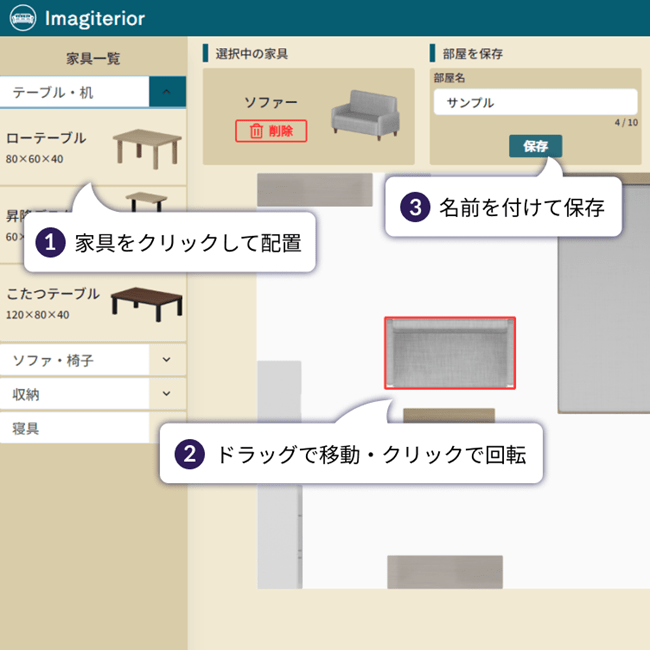 Imagiterior
家具一覧
テーブル・机
ローテーブル
80×60×40
昇降デスク
60×
こたつテーブル
120×80×40
ソファ・椅子
収納
寝具
選択中の家具
ソファー
削除
部屋を保存
部屋名
サンプル
4 / 10
保存
1 家具をクリックして配置
2 ドラッグで移動・クリックで回転
3 名前を付けて保存